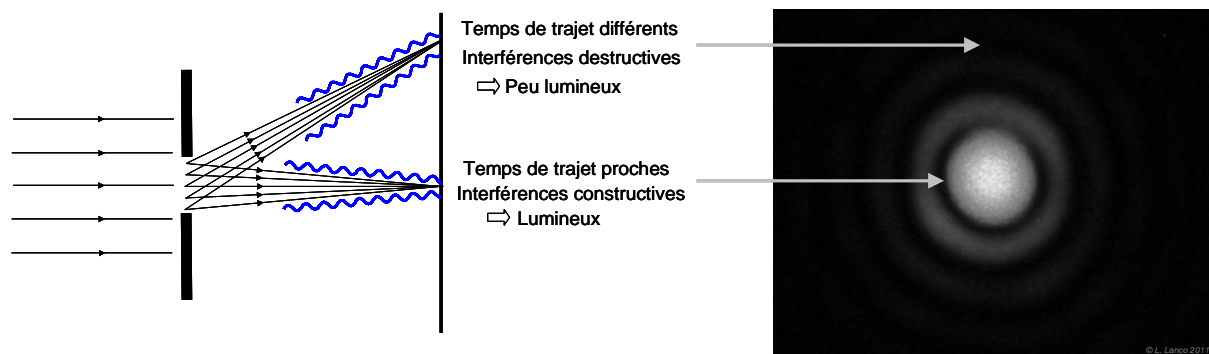 Temps de trajet différents
Interférences destructives
⇨ Peu lumineux
Temps de trajet proches
Interférences constructives
⇨ Lumineux
© L. Lanco 2011